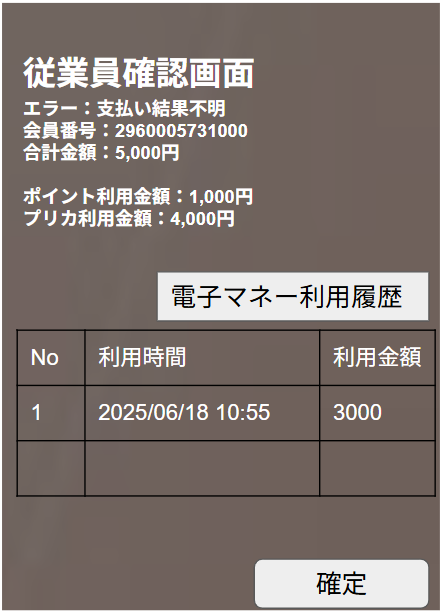 従業員確認画面
エラー：支払い結果不明
会員番号：2960005731000
合計金額：5,000円
ポイント利用金額：1,000円
プリカ利用金額：4,000円
電子マネー利用履歴
No 利用時間 利用金額
1 2025/06/18 10:55 3000
確定